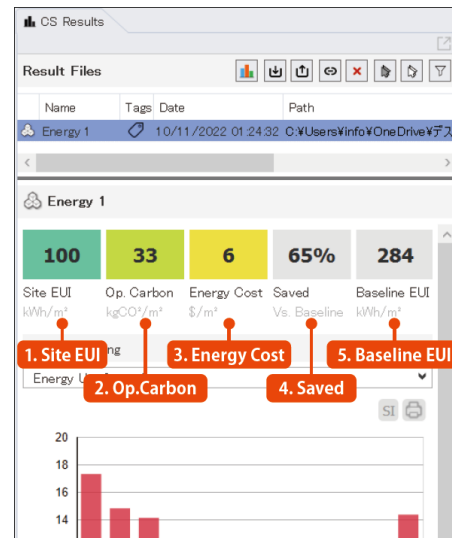 CS Results
Result Files
Name Tags Date Path
Energy 1 10/11/2022 01:24:32 C:¥Users¥info¥OneDrive¥デス
Energy 1
100 33 6 65% 284
Site EUI Op. Carbon Energy Cost Saved Baseline EUI
kWh/m² kgCO²/m² $/m² Vs. Baseline kWh/m²
1. Site EUI ng 3. Energy Cost 5. Baseline EUI
Energy U 2. Op.Carbon 4. Saved
SI
20
18
16
14